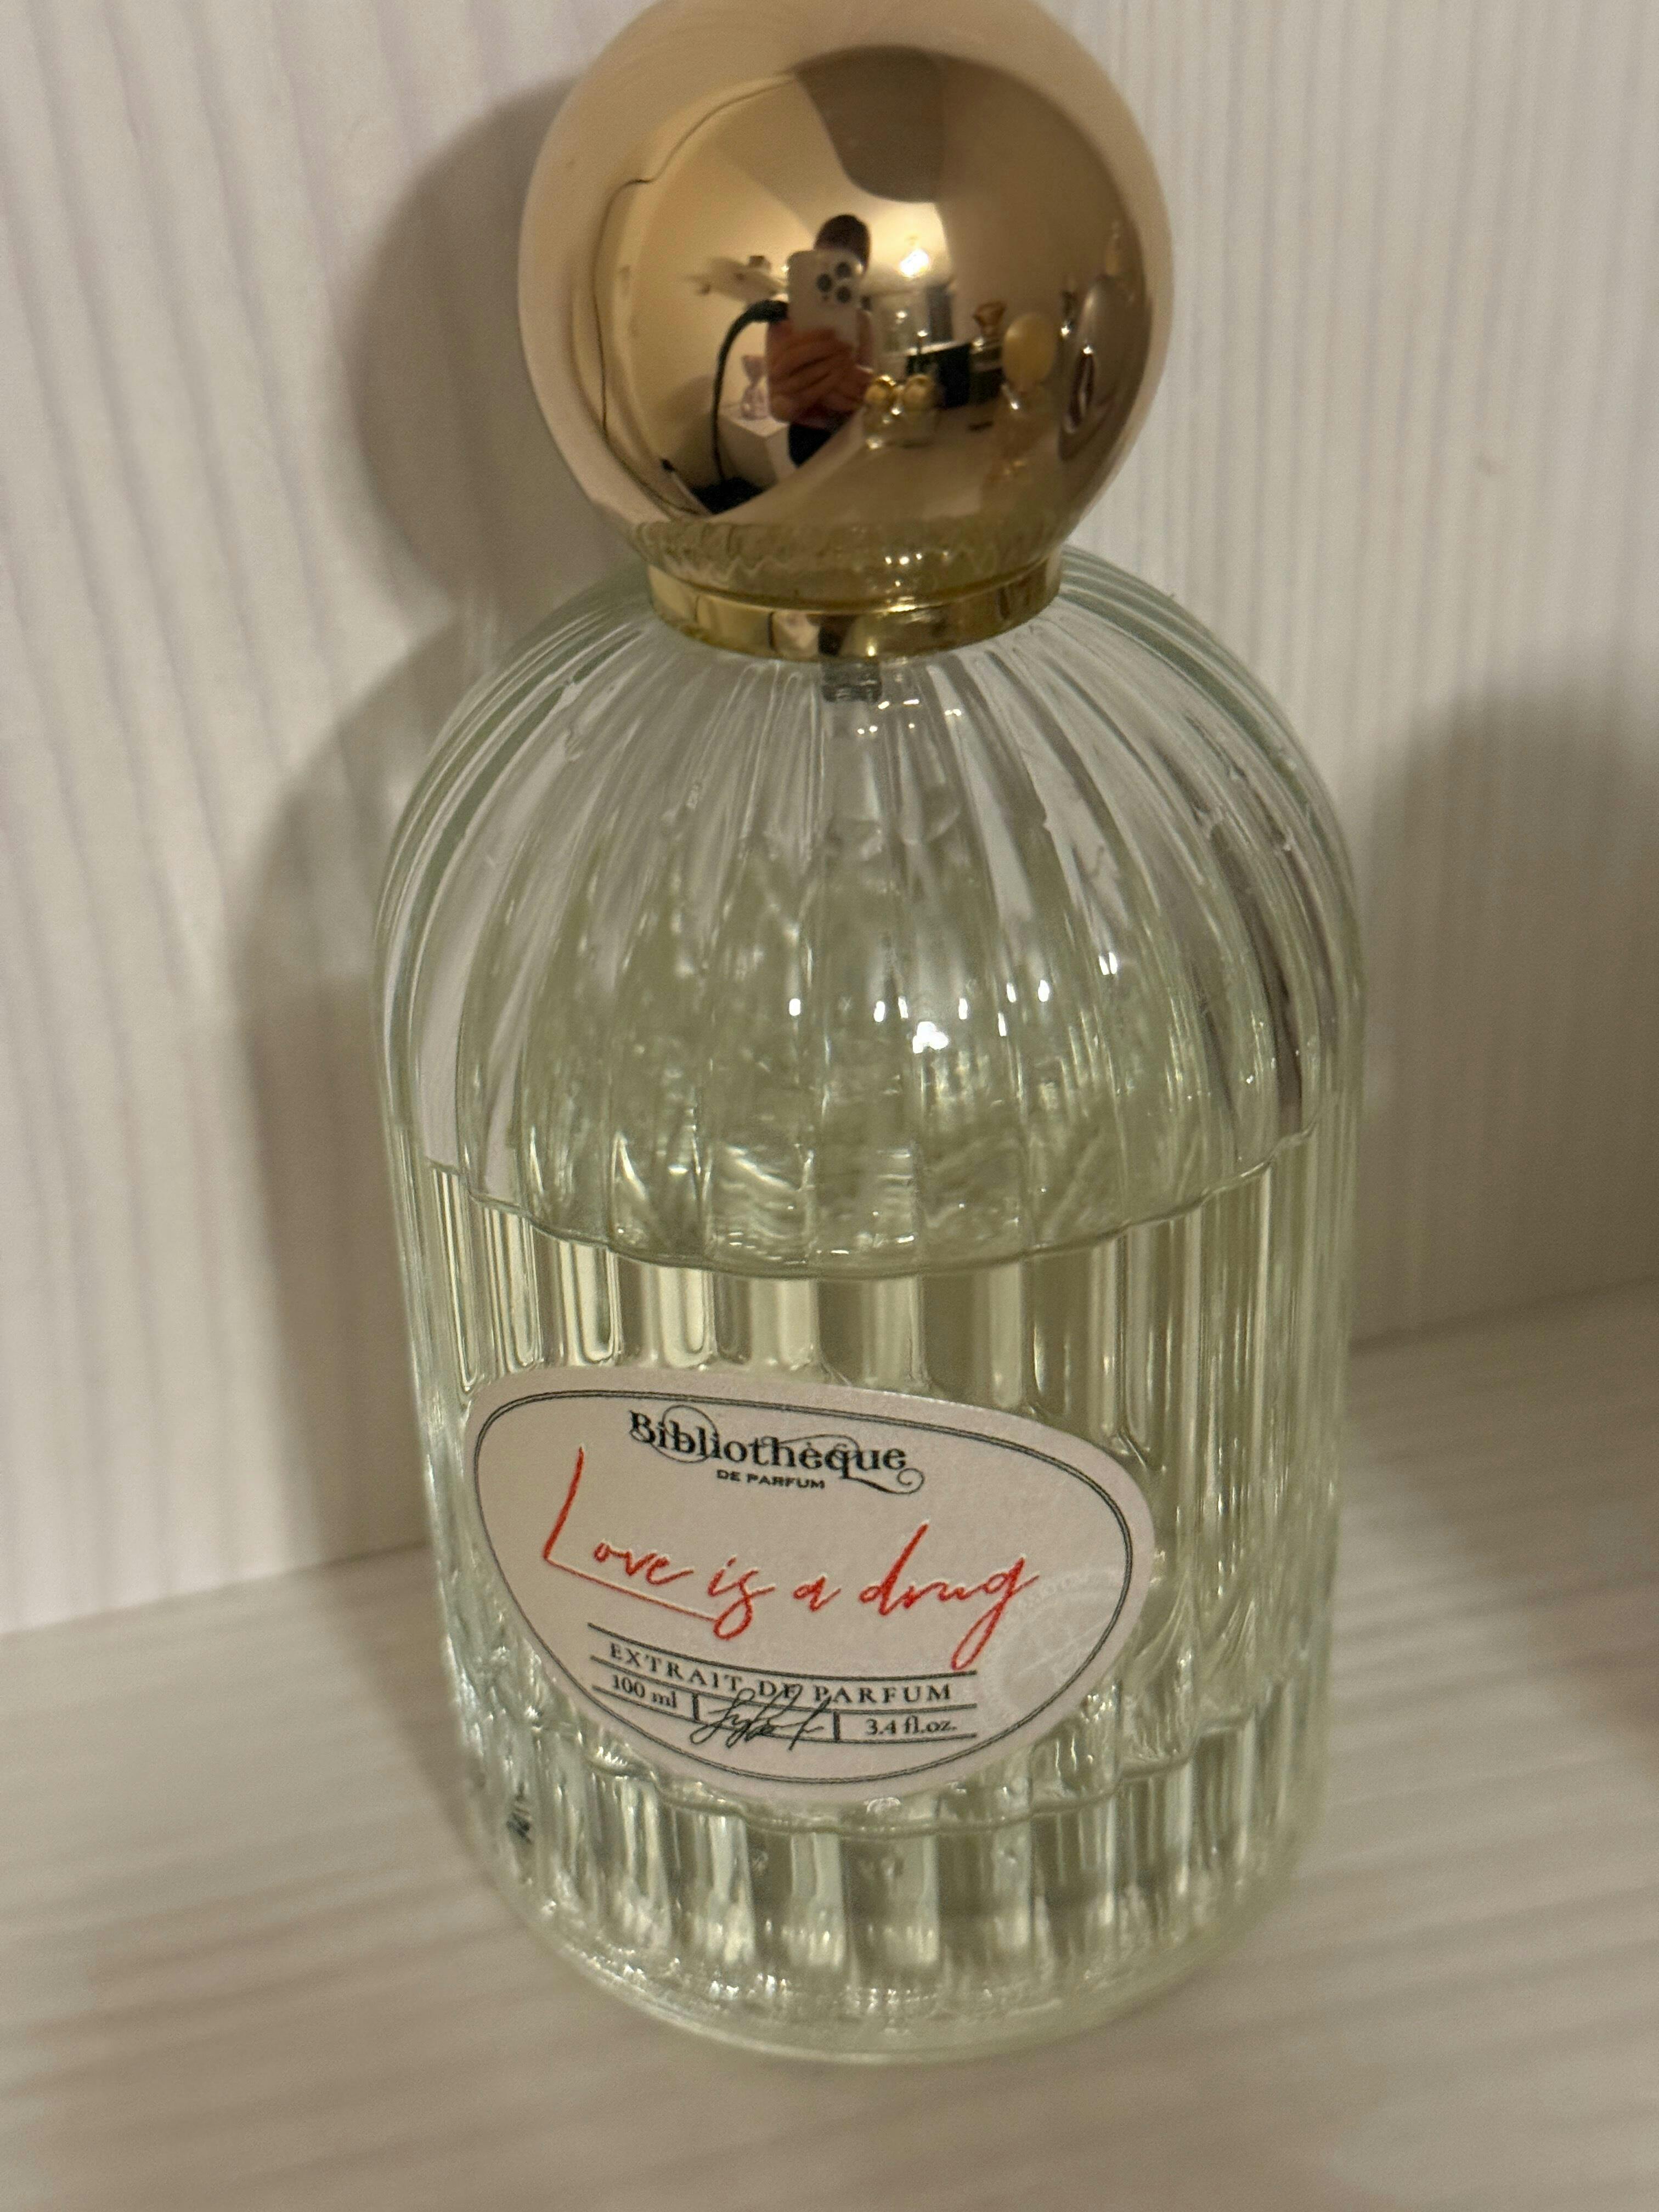 Bibliothèque
DE PARFUM
Love is a drug
EXTRAIT DE PARFUM
100 ml
3.4 fl.oz.